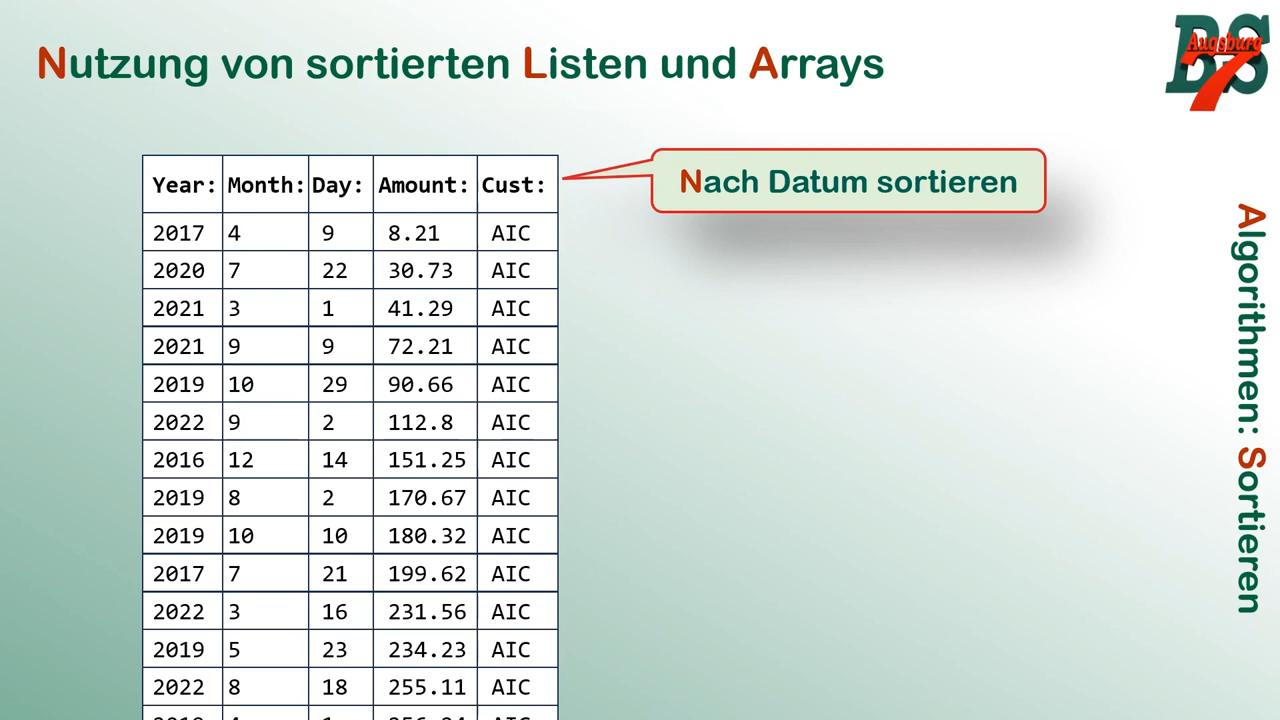 Nutzung von sortierten Listen und Arrays
BS
Augsburg
7
Nach Datum sortieren
Year: Month: Day: Amount: Cust:
2017 4 9 8.21 AIC
2020 7 22 30.73 AIC
2021 3 1 41.29 AIC
2021 9 9 72.21 AIC
2019 10 29 90.66 AIC
2022 9 2 112.8 AIC
2016 12 14 151.25 AIC
2019 8 2 170.67 AIC
2019 10 10 180.32 AIC
2017 7 21 199.62 AIC
2022 3 16 231.56 AIC
2019 5 23 234.23 AIC
2022 8 18 255.11 AIC
Algorithmen: Sortieren